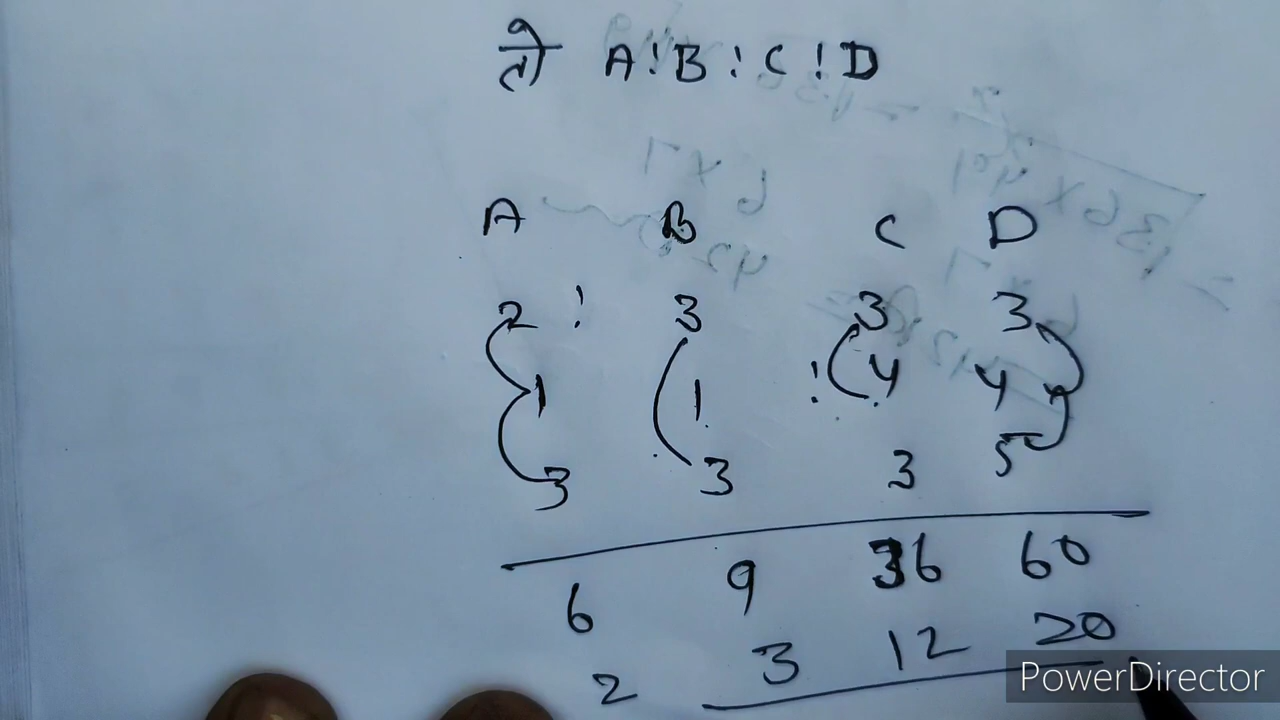 तो A:B:C:D
A B C D
2 : 3 3 3
1 1 : 4 4
3 3 3 5
6 9 36 60
2 3 12 20
PowerDirector